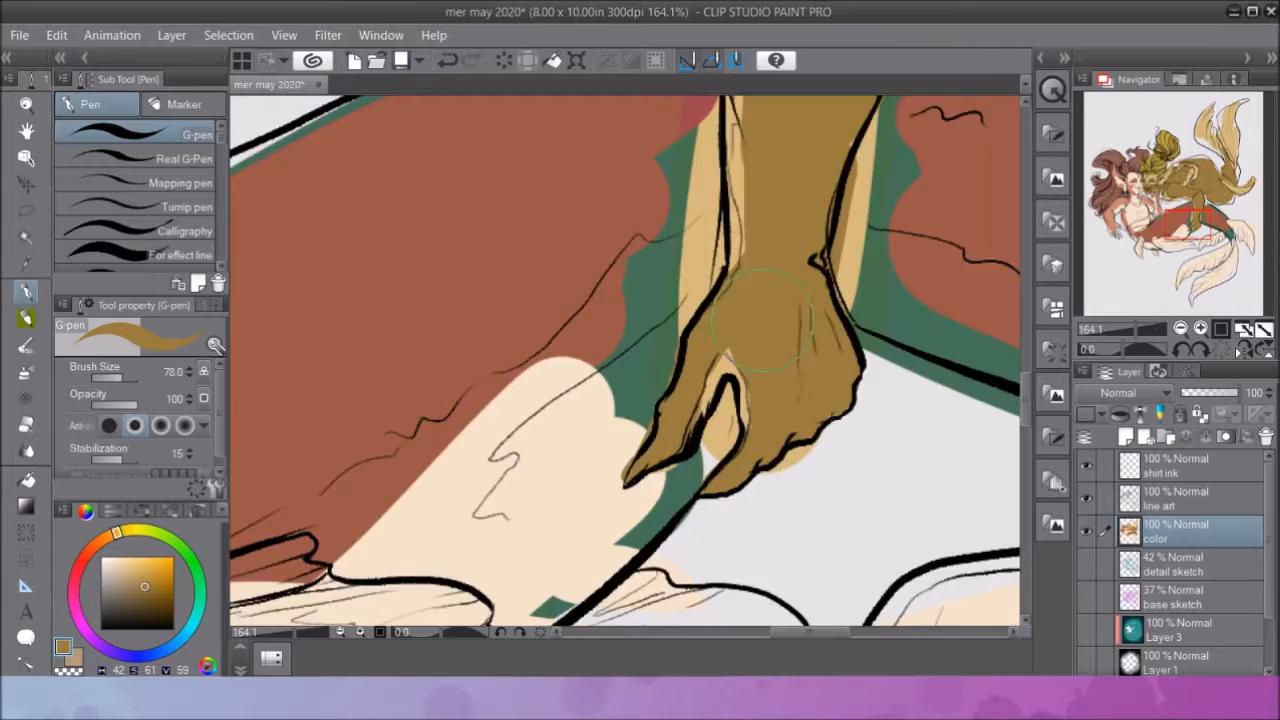 mer may 2020* (8.00 x 10.00in 300dpi 164.1%) - CLIP STUDIO PAINT PRO
File Edit Animation Layer Selection View Filter Window Help
Sub Tool [Pen]
mer may 2020*
Navigator
Pen
Marker
G-pen
Real G-Pen
Mapping pen
Turnip pen
Calligraphy
For effect line
Tool property [G-pen]
G-pen
Brush Size 78.0
Opacity 100
Anti-
Stabilization 15
H 42 S 61 V 59
164.1 0.0
164.1
0.0
Layer
Normal 100
100 % Normal
shirt ink
100 % Normal
line art
100 % Normal
color
42 % Normal
detail sketch
37 % Normal
base sketch
100 % Normal
Layer 3
100 % Normal
Layer 1